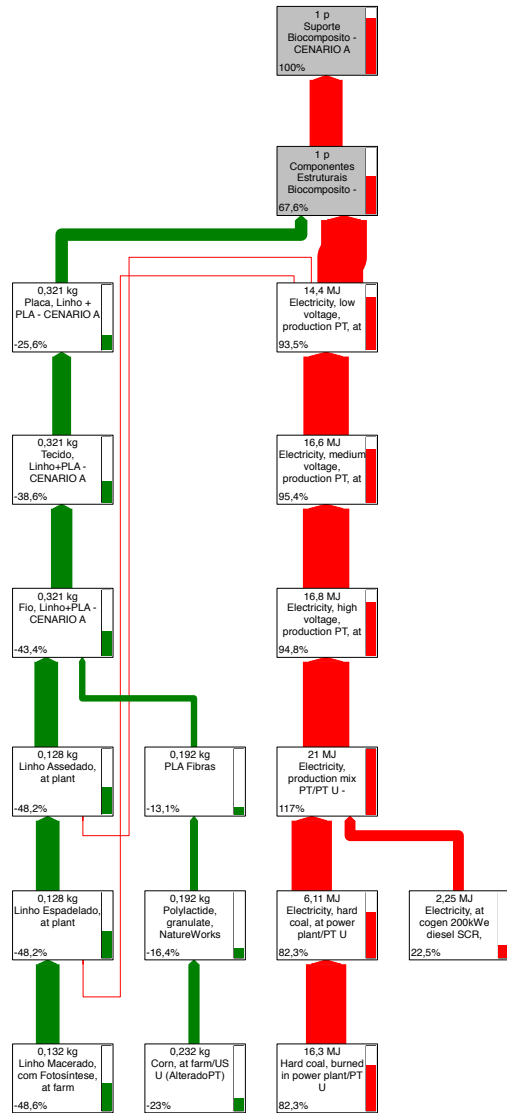 1 p
Suporte
Biocomposito -
CENARIO A
100%
1 p
Componentes
Estruturais
Biocomposito -
67,6%
0,321 kg
Placa, Linho +
PLA - CENARIO A
-25,6%
14,4 MJ
Electricity, low
voltage,
production PT, at
93,5%
0,321 kg
Tecido,
Linho+PLA -
CENARIO A
-38,6%
16,6 MJ
Electricity, medium
voltage,
production PT, at
95,4%
0,321 kg
Fio, Linho+PLA -
CENARIO A
-43,4%
16,8 MJ
Electricity, high
voltage,
production PT, at
94,8%
0,128 kg
Linho Assedado,
at plant
-48,2%
0,192 kg
PLA Fibras
-13,1%
21 MJ
Electricity,
production mix
PT/PT U -
117%
0,128 kg
Linho Espadelado,
at plant
-48,2%
0,192 kg
Polylactide,
granulate,
NatureWorks
-16,4%
6,11 MJ
Electricity, hard
coal, at power
plant/PT U
82,3%
2,25 MJ
Electricity, at
cogen 200kWe
diesel SCR,
22,5%
0,132 kg
Linho Macerado,
com Fotosíntese,
at farm
-48,6%
0,232 kg
Corn, at farm/US
U (AlteradoPT)
-23%
16,3 MJ
Hard coal, burned
in power plant/PT
U
82,3%